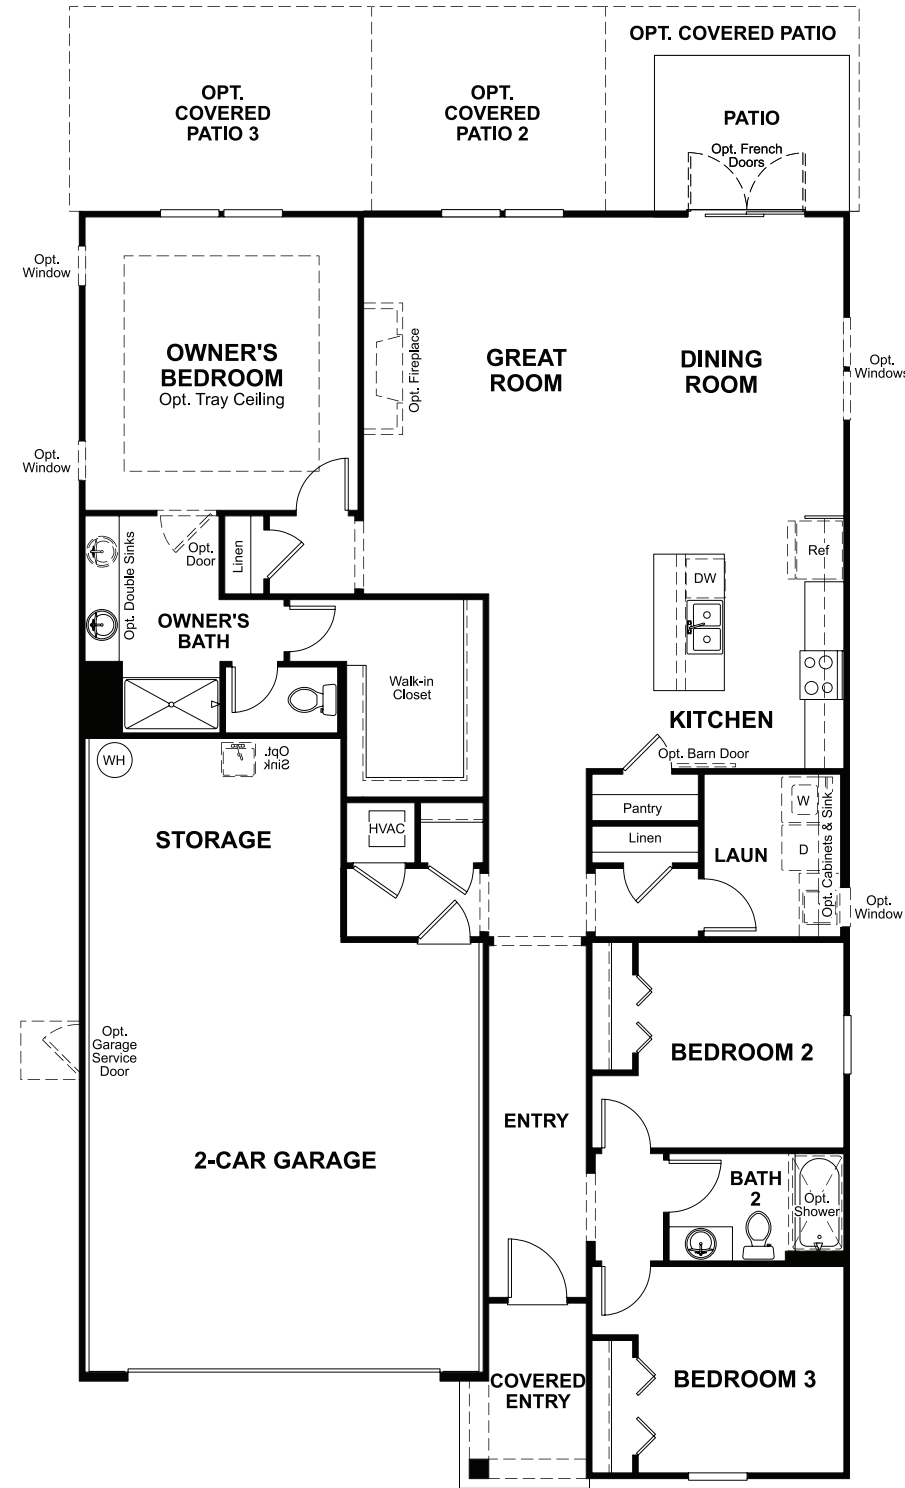 OPT. COVERED PATIO
OPT.
COVERED
PATIO 3
OPT.
COVERED
PATIO 2
PATIO
Opt. French
Doors
Opt.
Window
OWNER'S
BEDROOM
Opt. Tray Ceiling
Opt. Fireplace
GREAT
ROOM
DINING
ROOM
Opt.
Windows
Opt.
Window
Opt. Double Sinks
Opt.
Door
Linen
OWNER'S
BATH
Ref
DW
Walk-in
Closet
KITCHEN
Opt. Barn Door
WH
Opt.
Sink
STORAGE
HVAC
Pantry
Linen
LAUN
W
D
Opt. Cabinets & Sink
Opt.
Window
Opt.
Garage
Service
Door
BEDROOM 2
ENTRY
2-CAR GARAGE
BATH
2
Opt.
Shower
COVERED
ENTRY
BEDROOM 3